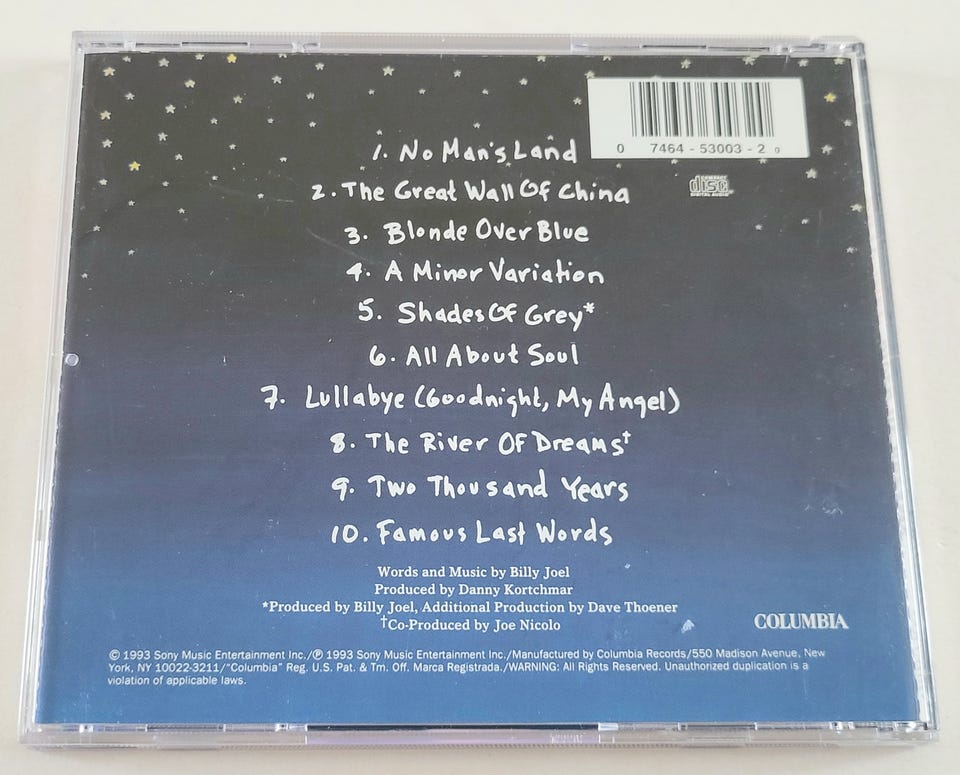 0 7464-53003-2 0
1. No Man's Land
COMPACT
disc
DIGITAL AUDIO
2. The Great Wall Of China
3. Blonde Over Blue
4. A Minor Variation
5. Shades Of Grey*
6. All About Soul
7. Lullabye (Goodnight, My Angel)
8. The River Of Dreams†
9. Two Thousand Years
10. Famous Last Words
Words and Music by Billy Joel
Produced by Danny Kortchmar
*Produced by Billy Joel, Additional Production by Dave Thoener
†Co-Produced by Joe Nicolo
COLUMBIA
© 1993 Sony Music Entertainment Inc./℗ 1993 Sony Music Entertainment Inc./Manufactured by Columbia Records/550 Madison Avenue, New
York, NY 10022-3211/"Columbia" Reg. U.S. Pat. & Tm. Off. Marca Registrada./WARNING: All Rights Reserved. Unauthorized duplication is a
violation of applicable laws.